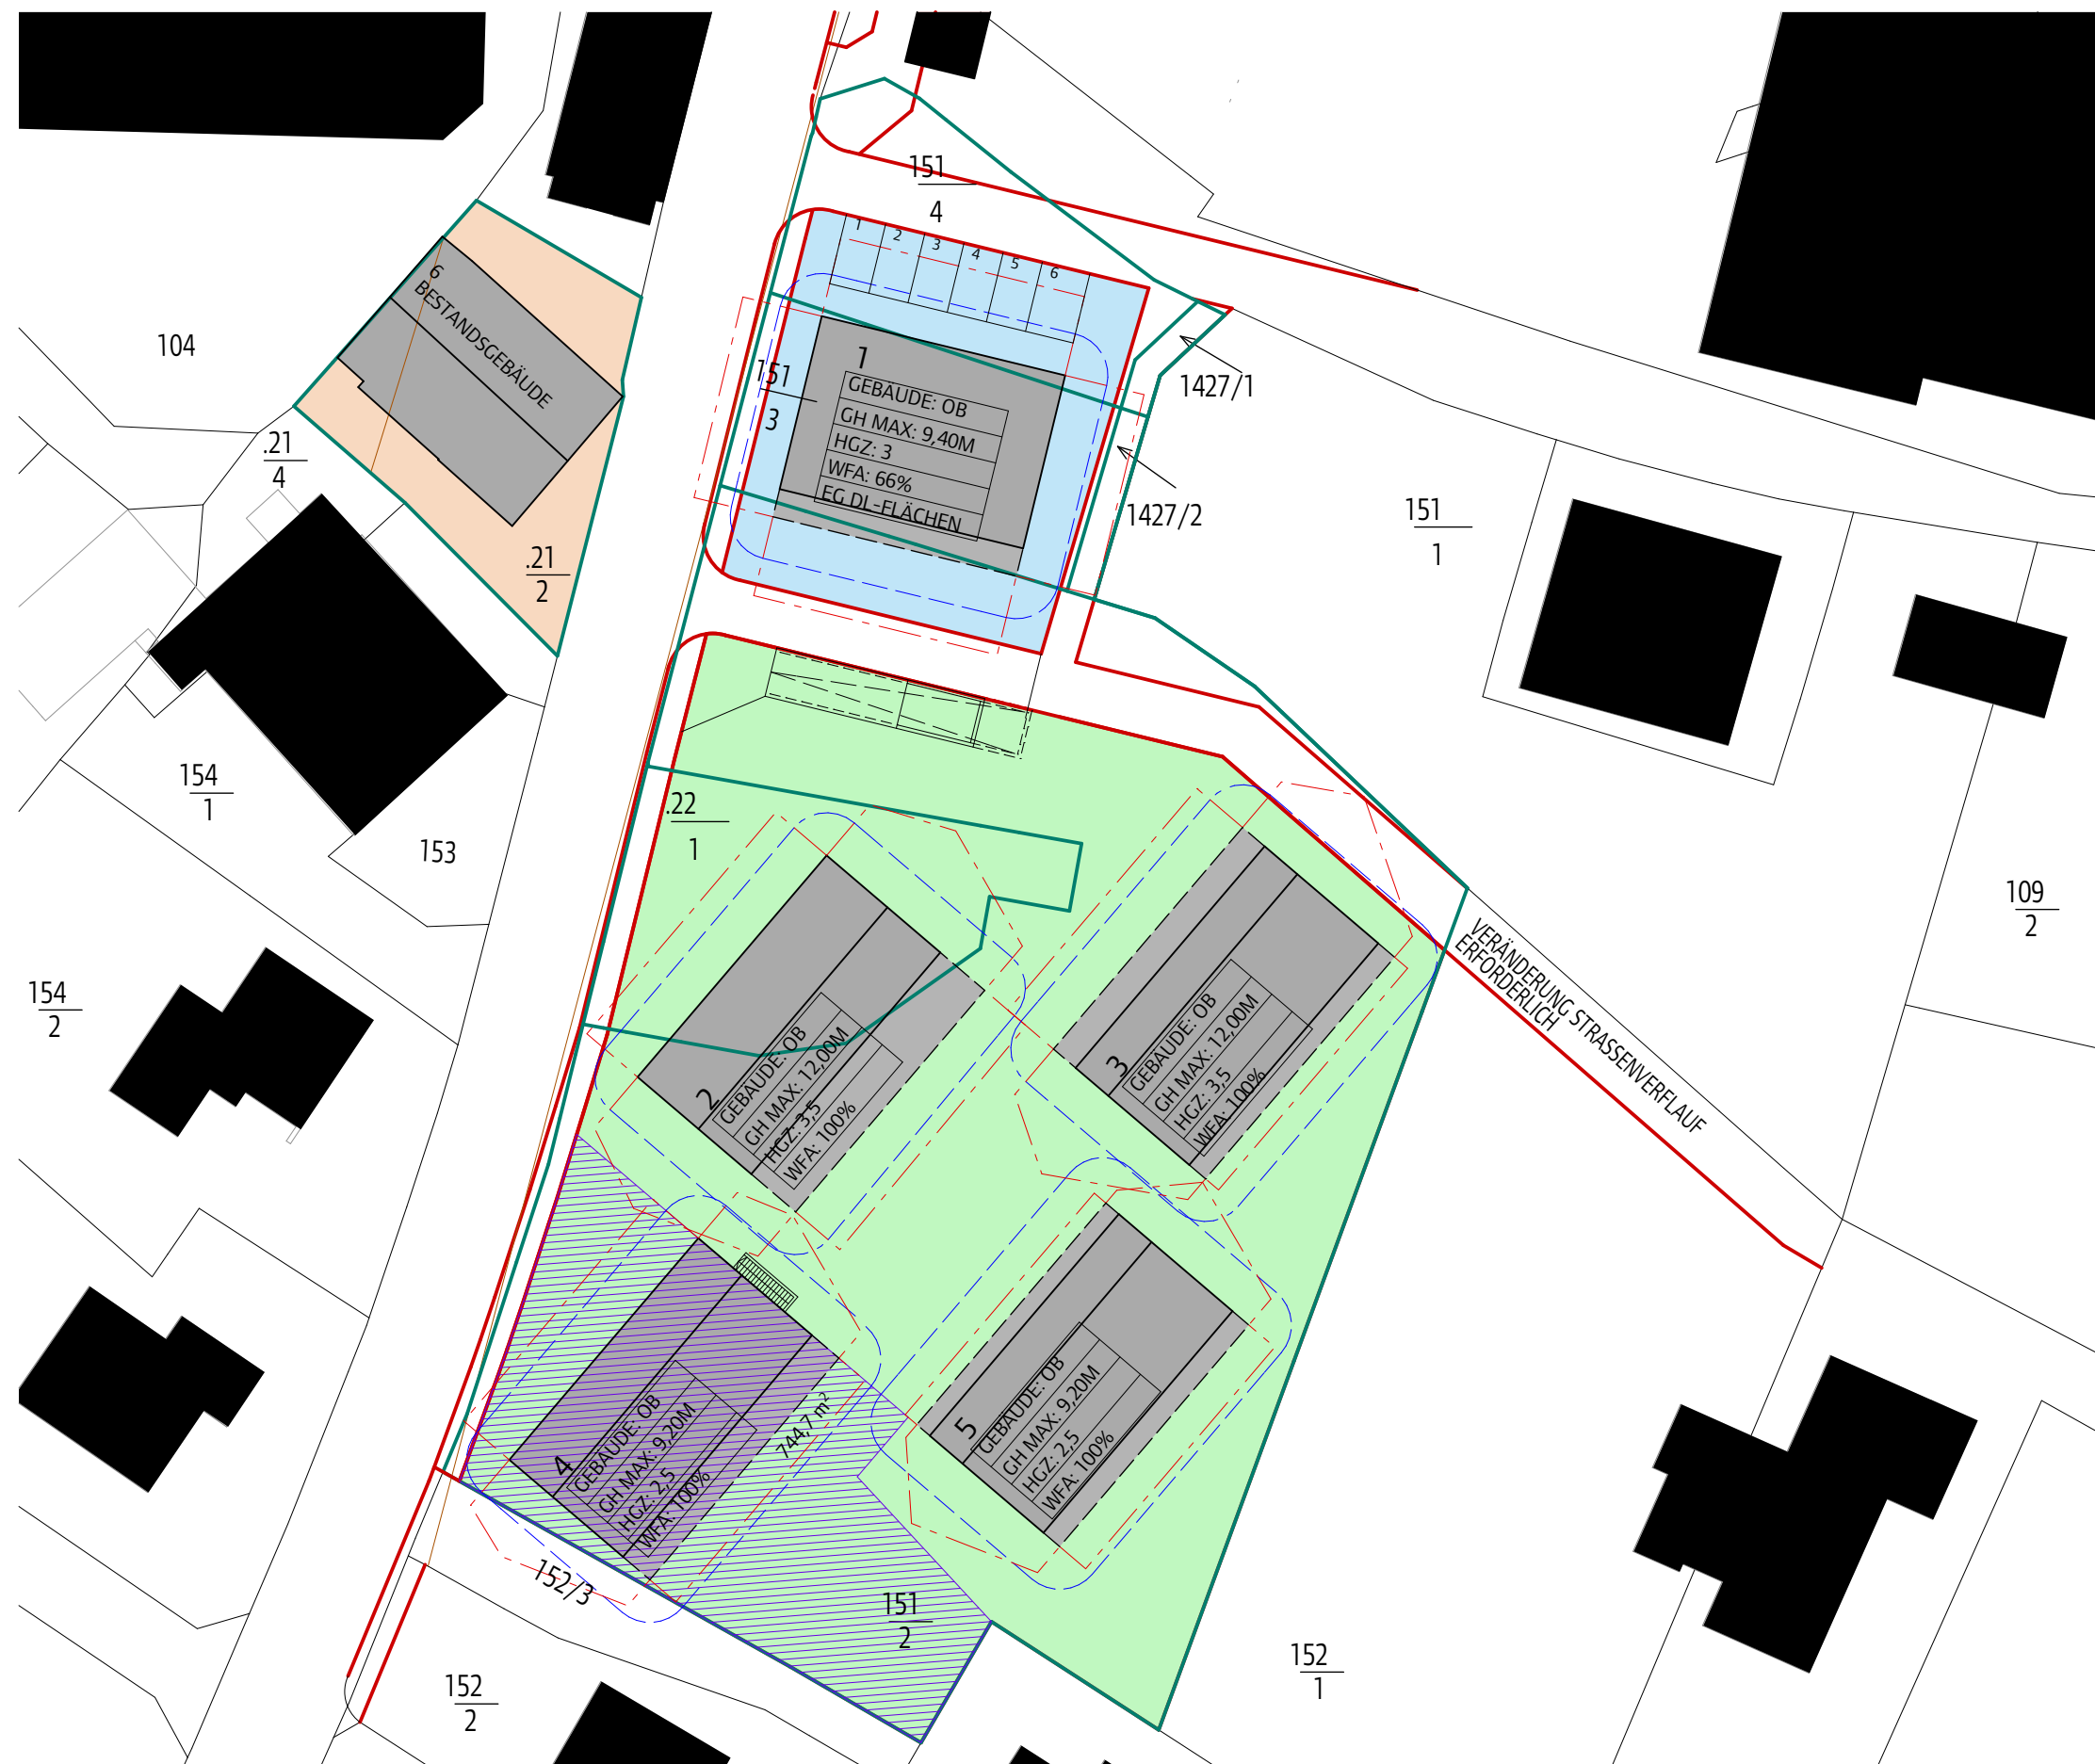 151
4
1
2
3
4
5
6
6
BESTANDSGEBÄUDE
104
151
3
1
GEBÄUDE: OB
GH MAX: 9,40M
HGZ: 3
WFA: 66%
EG DL-FLÄCHEN
1427/1
1427/2
.21
4
.21
2
151
1
154
1
153
.22
1
109
2
154
2
VERÄNDERUNG STRASSENVERLAUF
ERFORDERLICH
2
GEBÄUDE: OB
GH MAX: 12,00M
HGZ: 3,5
WFA: 100%
3
GEBÄUDE: OB
GH MAX: 12,00M
HGZ: 3,5
WFA: 100%
4
GEBÄUDE: OB
GH MAX: 9,20M
HGZ: 2,5
WFA: 100%
744,7 m²
5
GEBÄUDE: OB
GH MAX: 9,20M
HGZ: 2,5
WFA: 100%
152/3
151
2
152
1
152
2